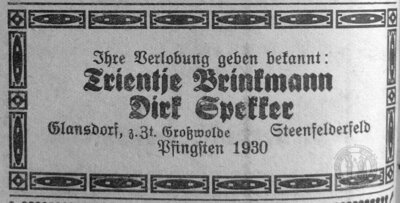 Ihre Verlobung geben bekannt:
Trientje Brinkmann
Dirk Spekker
Glansdorf, z. Zt. Großwolde Steenfelderfeld
Pfingsten 1930